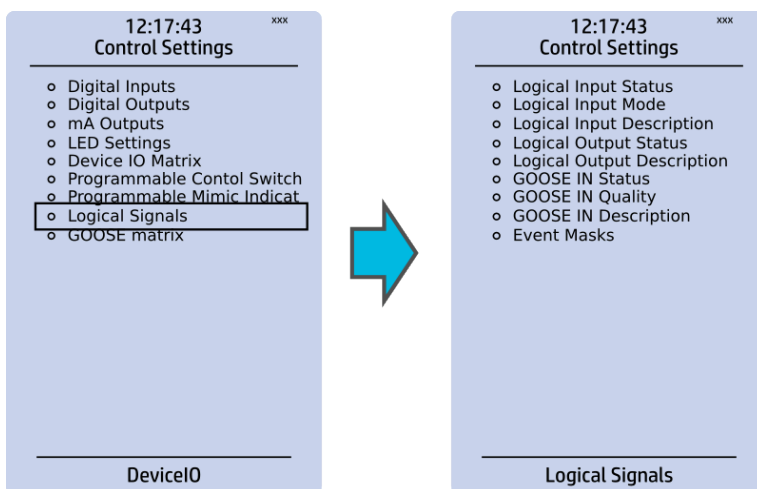 12:17:43 xxx
Control Settings
Digital Inputs
Digital Outputs
mA Outputs
LED Settings
Device IO Matrix
Programmable Contol Switch
Programmable Mimic Indicat
Logical Signals
GOOSE matrix
DeviceIO
12:17:43 xxx
Control Settings
Logical Input Status
Logical Input Mode
Logical Input Description
Logical Output Status
Logical Output Description
GOOSE IN Status
GOOSE IN Quality
GOOSE IN Description
Event Masks
Logical Signals